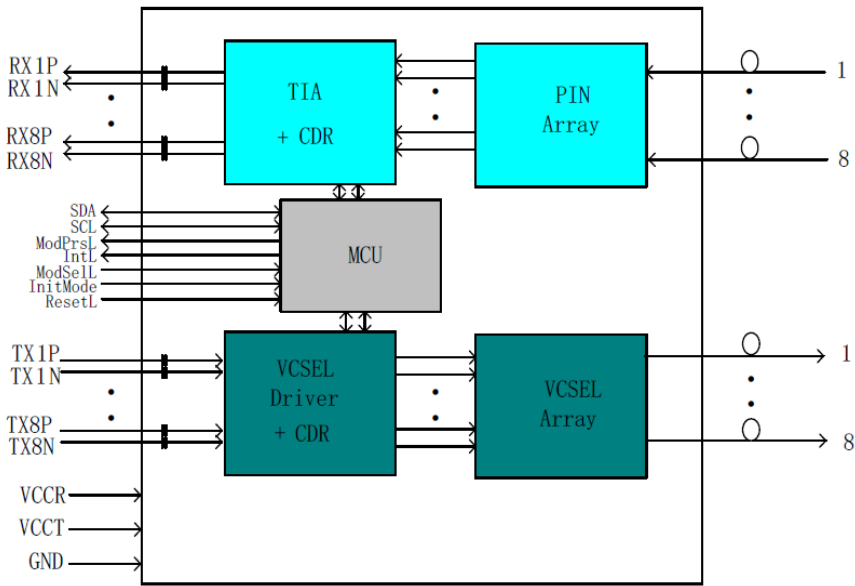 RX1P
RX1N
RX8P
RX8N
TIA
+ CDR
PIN
Array
1
8
SDA
SCL
ModPrsL
IntL
ModSelL
InitMode
ResetL
MCU
TX1P
TX1N
TX8P
TX8N
VCSEL
Driver
+ CDR
VCSEL
Array
1
8
VCCR
VCCT
GND